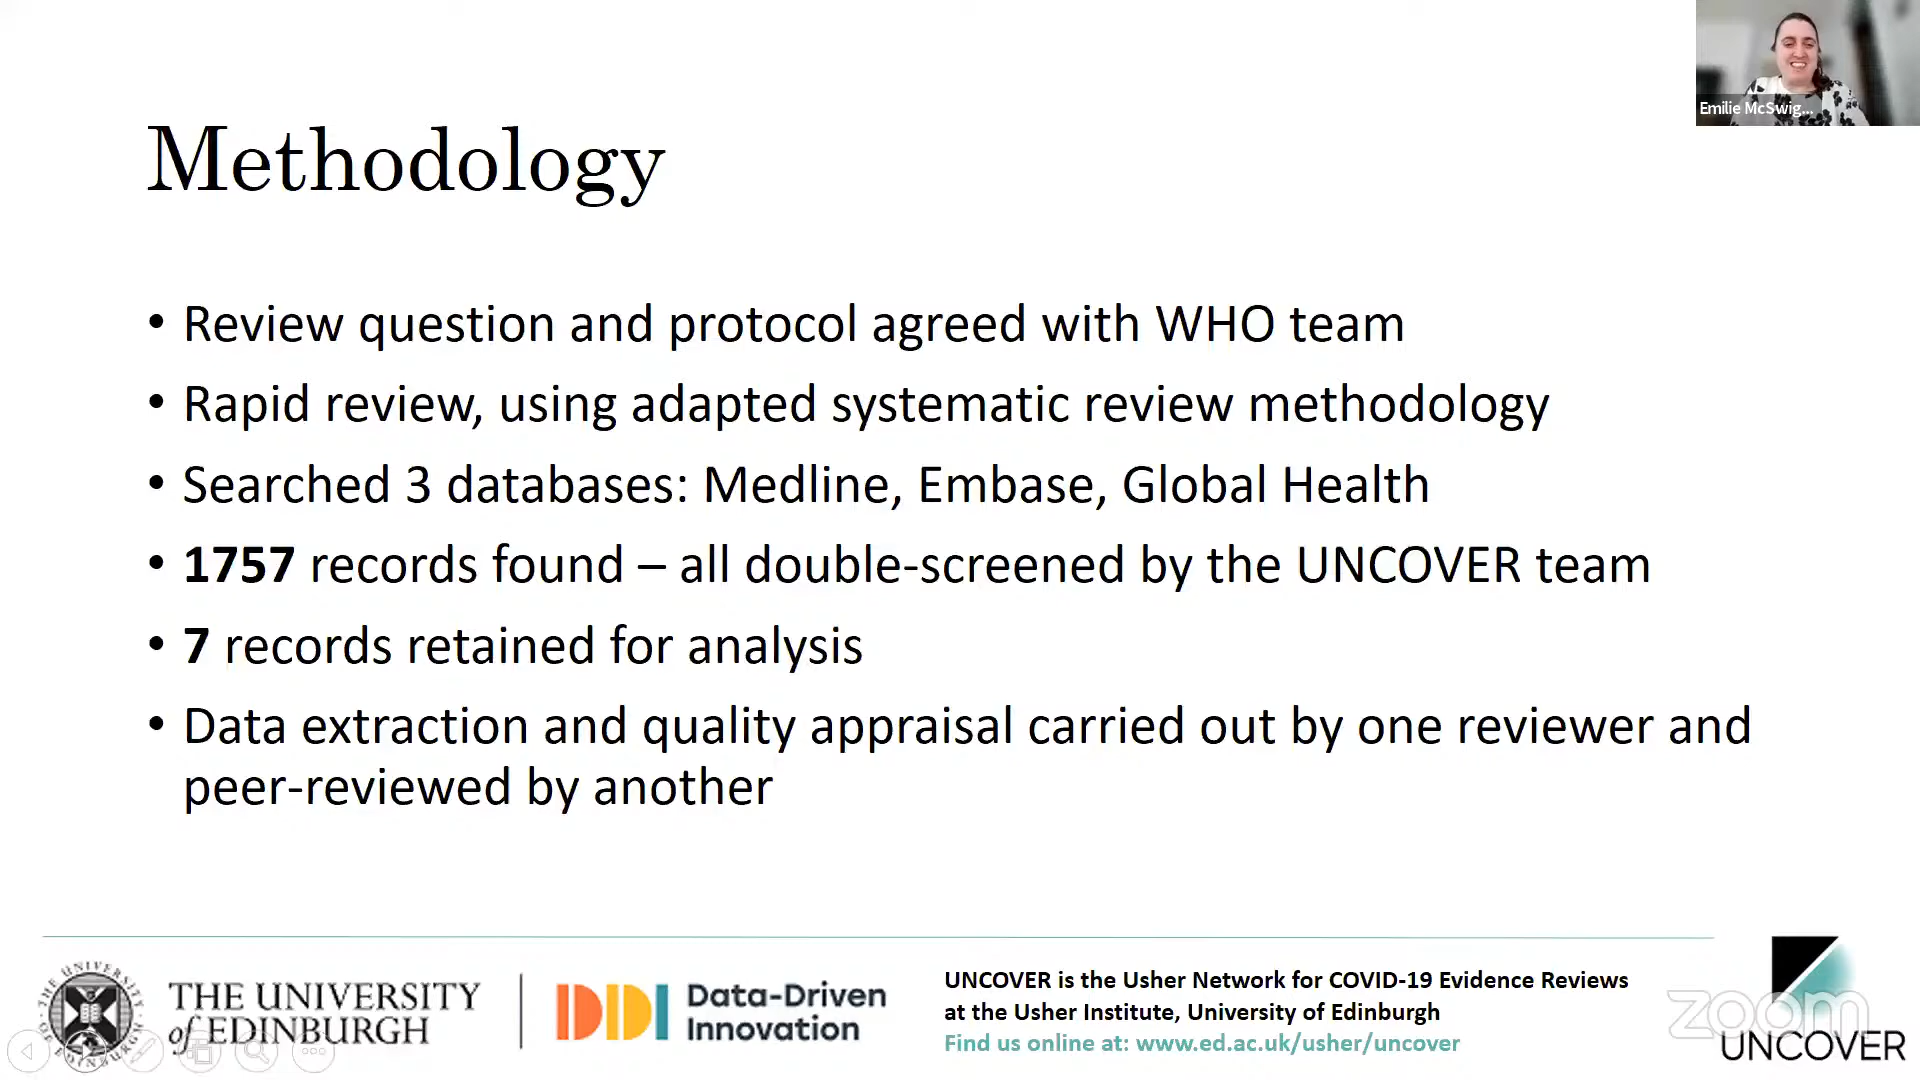 Emilie McSwig...
Methodology
• Review question and protocol agreed with WHO team
• Rapid review, using adapted systematic review methodology
• Searched 3 databases: Medline, Embase, Global Health
• 1757 records found – all double-screened by the UNCOVER team
• 7 records retained for analysis
• Data extraction and quality appraisal carried out by one reviewer and
peer-reviewed by another
THE UNIVERSITY
of EDINBURGH
DDI
Data-Driven
Innovation
UNCOVER is the Usher Network for COVID-19 Evidence Reviews
at the Usher Institute, University of Edinburgh
Find us online at: www.ed.ac.uk/usher/uncover
zoom
UNCOVER